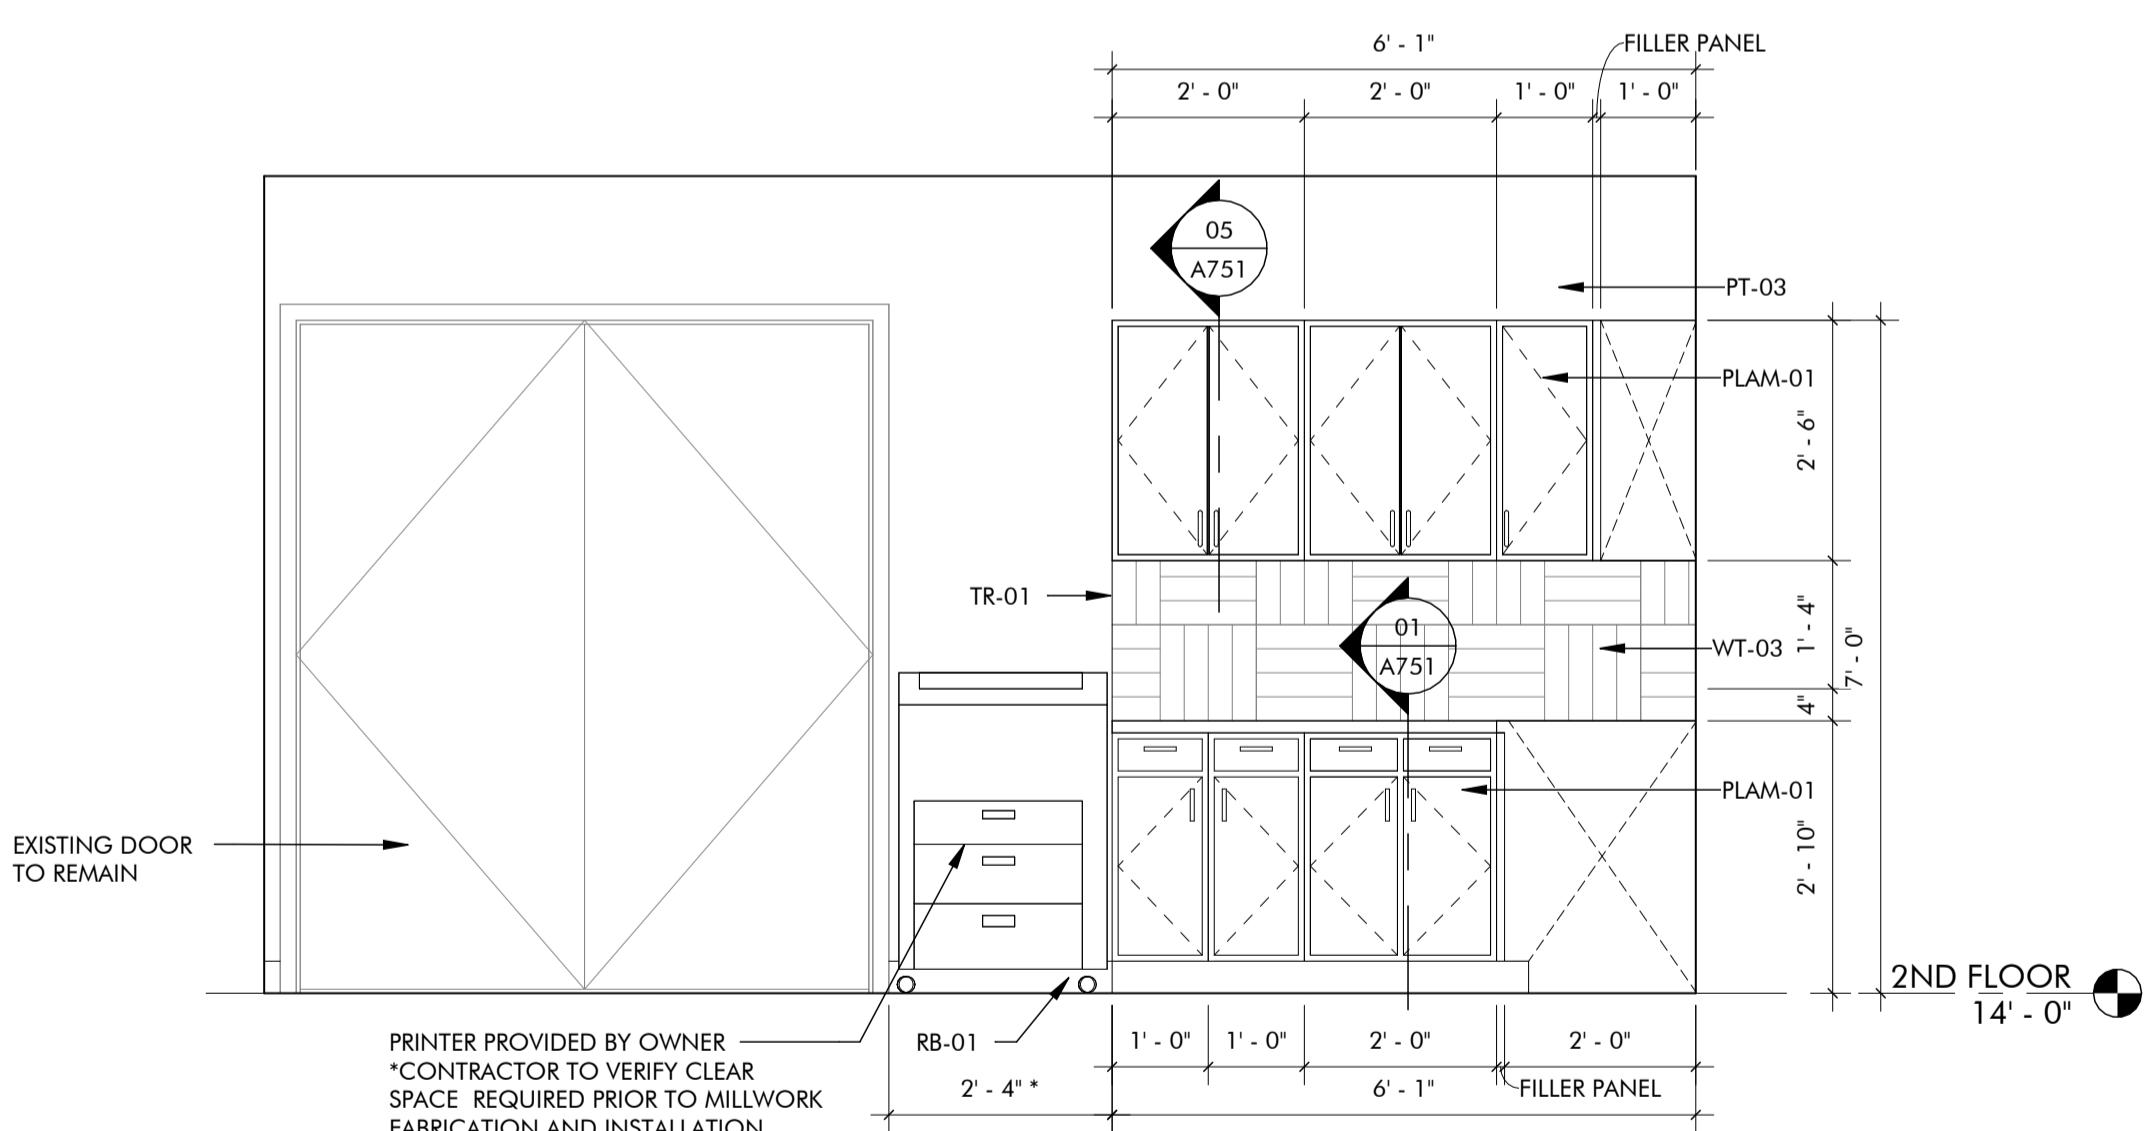 6' - 1"
FILLER PANEL
2' - 0"
2' - 0"
1' - 0"
1' - 0"
05
A751
PT-03
PLAM-01
2' - 6"
TR-01
01
A751
WT-03
1' - 4"
7' - 0"
4"
PLAM-01
2' - 10"
EXISTING DOOR
TO REMAIN
2ND FLOOR
14' - 0"
PRINTER PROVIDED BY OWNER
*CONTRACTOR TO VERIFY CLEAR
SPACE REQUIRED PRIOR TO MILLWORK
FABRICATION AND INSTALLATION
RB-01
1' - 0"
1' - 0"
2' - 0"
2' - 0"
2' - 4" *
6' - 1"
FILLER PANEL